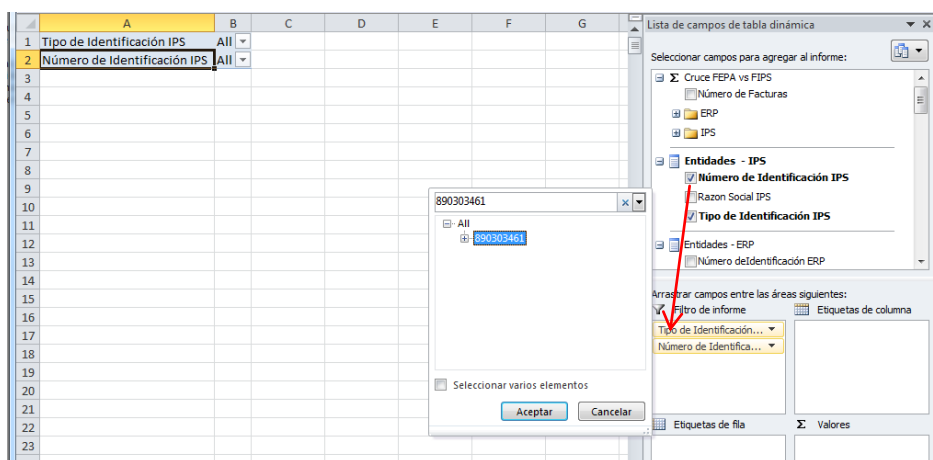 A B C D E F G
1 Tipo de Identificación IPS All
2 Número de Identificación IPS All
3
4
5
6
7
8
9
10
11
12
13
14
15
16
17
18
19
20
21
22
23
890303461
All
890303461
Seleccionar varios elementos
Aceptar Cancelar
Lista de campos de tabla dinámica
Seleccionar campos para agregar al informe:
Σ Cruce FEPA vs FIPS
Número de Facturas
ERP
IPS
Entidades - IPS
Número de Identificación IPS
Razon Social IPS
Tipo de Identificación IPS
Entidades - ERP
Número deIdentificación ERP
Arrastrar campos entre las áreas siguientes:
Filtro de informe Etiquetas de columna
Tipo de Identificación...
Número de Identifica...
Etiquetas de fila Σ Valores